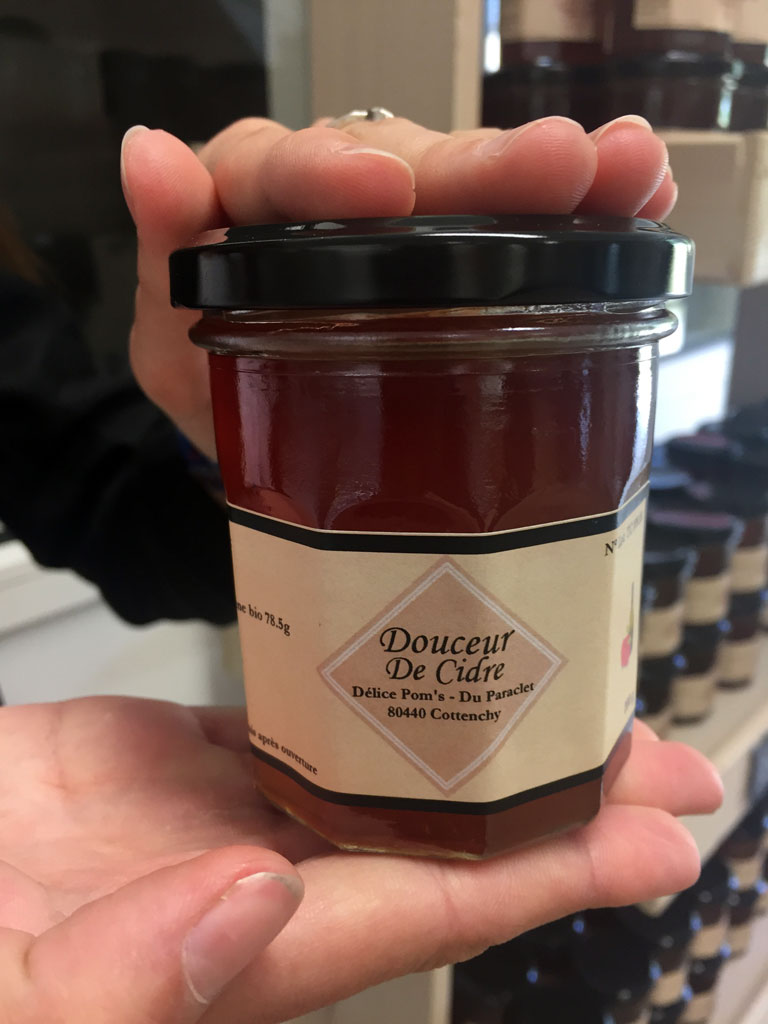 bio 78.5g
Douceur
De Cidre
Délice Pom's - Du Paraclet
80440 Cottenchy
après ouverture
N°